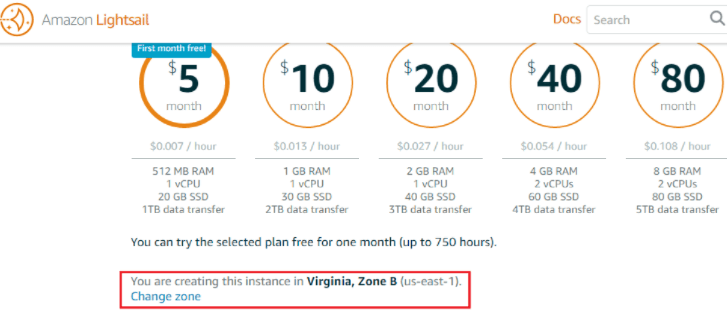 Amazon Lightsail
Docs
Search
First month free!
$5 $10 $20 $40 $80
month month month month month
$0.007 / hour $0.013 / hour $0.027 / hour $0.054 / hour $0.108 / hour
512 MB RAM 1 GB RAM 2 GB RAM 4 GB RAM 8 GB RAM
1 vCPU 1 vCPU 1 vCPU 2 vCPUs 2 vCPUs
20 GB SSD 30 GB SSD 40 GB SSD 60 GB SSD 80 GB SSD
1TB data transfer 2TB data transfer 3TB data transfer 4TB data transfer 5TB data transfer
You can try the selected plan free for one month (up to 750 hours).
You are creating this instance in Virginia, Zone B (us-east-1).
Change zone